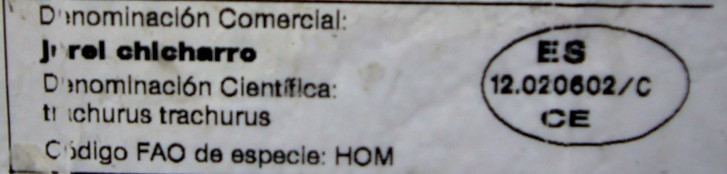 Denominación Comercial:
Jurel chicharro
Denominación Científica:
trachurus trachurus
Código FAO de especie: HOM
ES
12.020602/C
CE